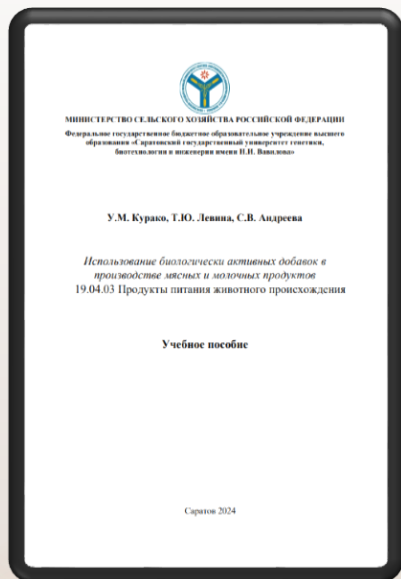 МИНИСТЕРСТВО СЕЛЬСКОГО ХОЗЯЙСТВА РОССИЙСКОЙ ФЕДЕРАЦИИ
Федеральное государственное бюджетное образовательное учреждение высшего
образования «Саратовский государственный университет генетики,
биотехнологии и инженерии имени Н.И. Вавилова»
У.М. Курако, Т.Ю. Левина, С.В. Андреева
Использование биологически активных добавок в
производстве мясных и молочных продуктов
19.04.03 Продукты питания животного происхождения
Учебное пособие
Саратов 2024